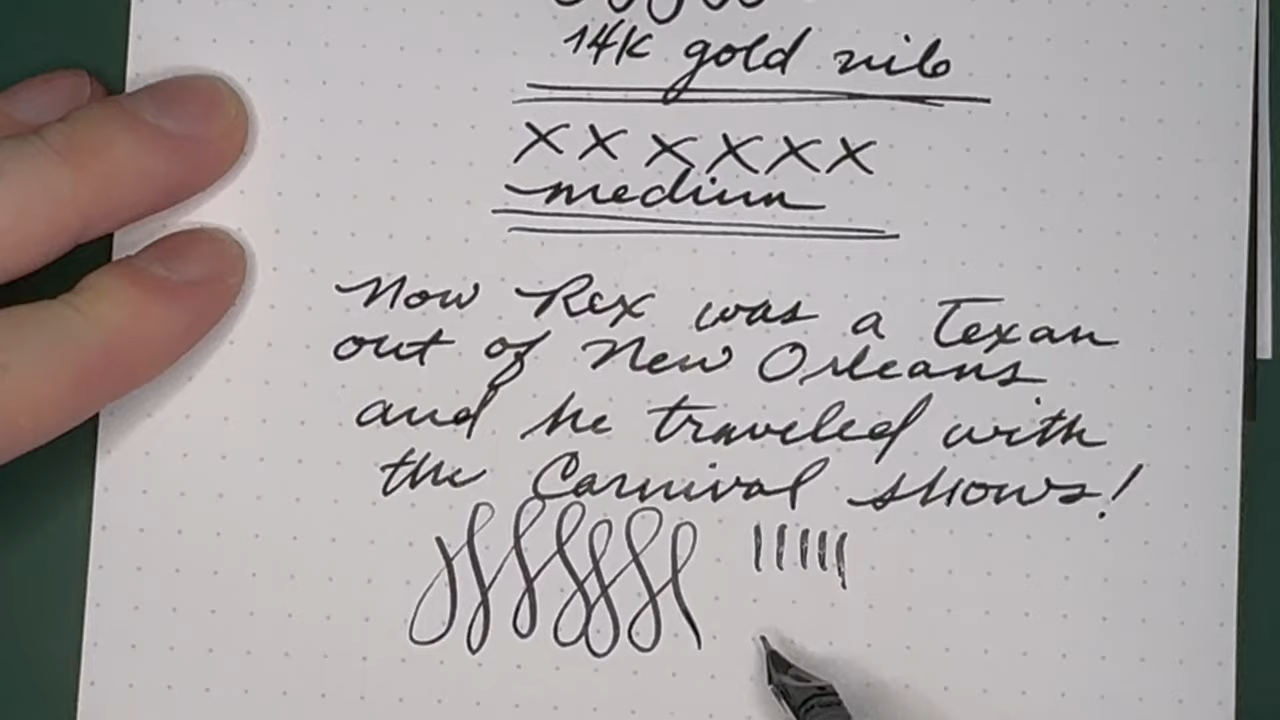 14K gold nib
XXXXXX
medium
Now Rex was a Texan
out of New Orleans
and he traveled with
the Carnival shows!